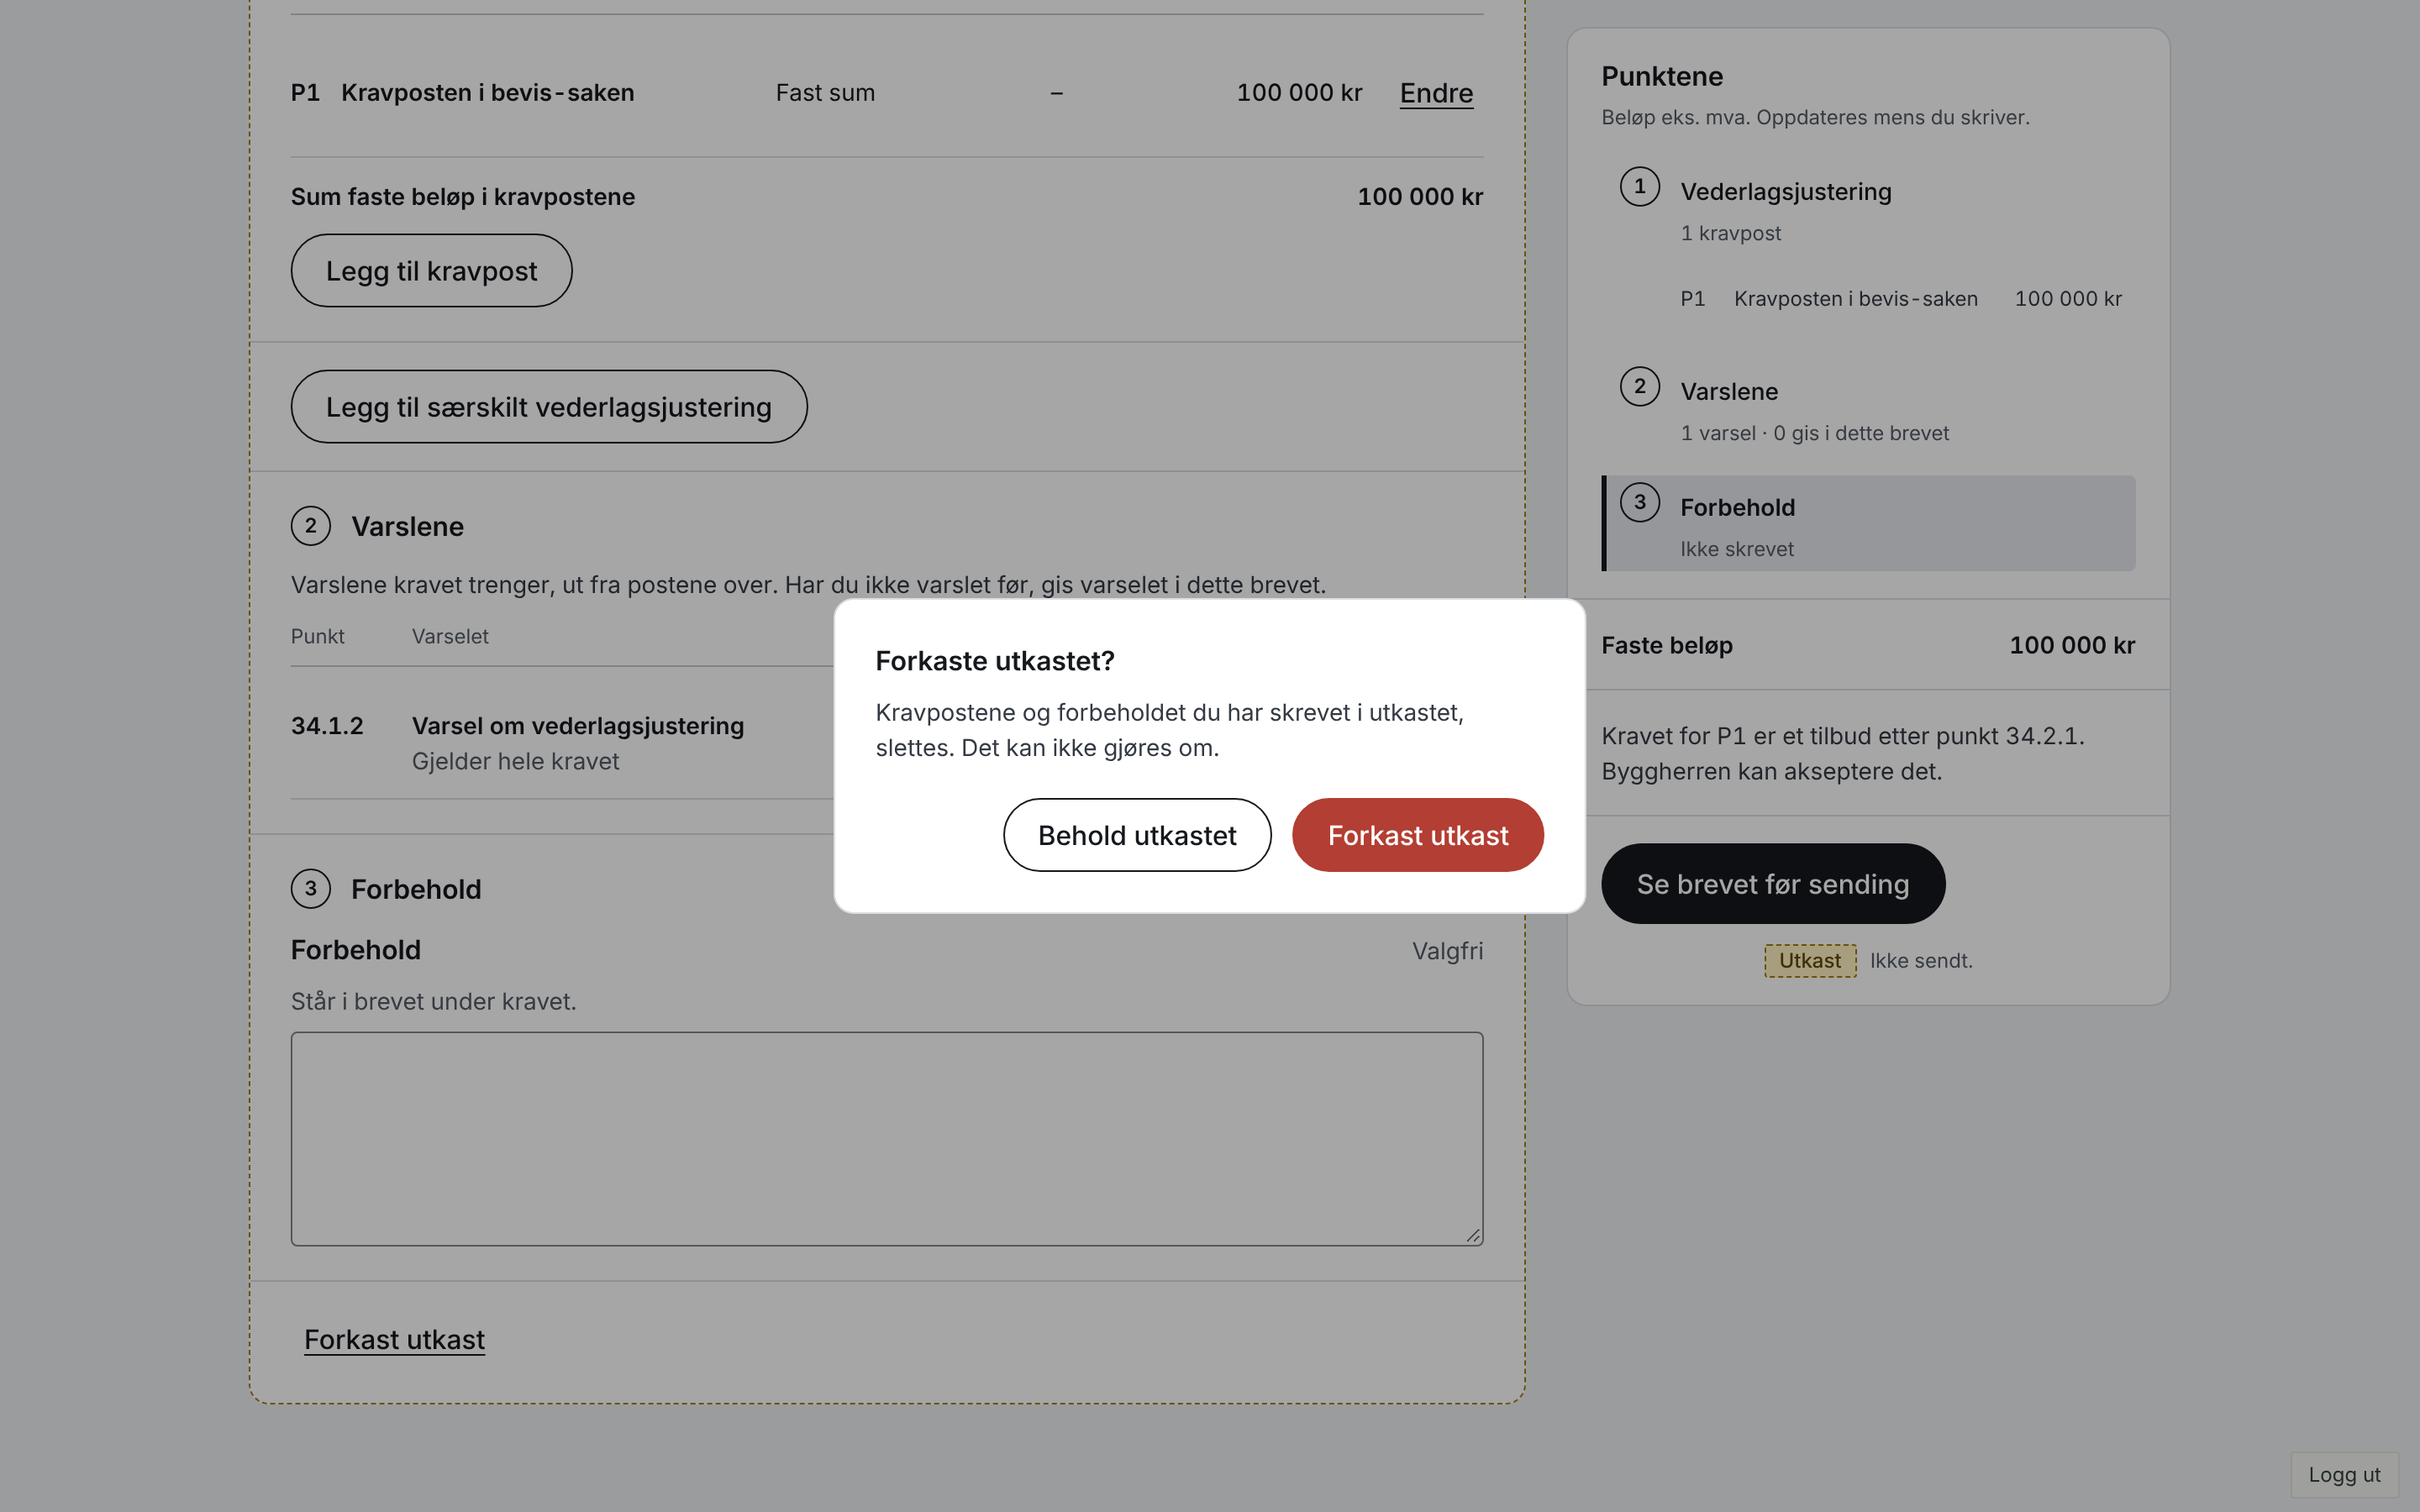 P1 Kravposten i bevis-saken Fast sum – 100 000 kr Endre
Sum faste beløp i kravpostene 100 000 kr
Legg til kravpost
Legg til særskilt vederlagsjustering
2 Varslene
Varslene kravet trenger, ut fra postene over. Har du ikke varslet før, gis varselet i dette brevet.
Punkt Varselet
34.1.2 Varsel om vederlagsjustering
Gjelder hele kravet
3 Forbehold
Forbehold Valgfri
Står i brevet under kravet.
Forkast utkast
Forkaste utkastet?
Kravpostene og forbeholdet du har skrevet i utkastet,
slettes. Det kan ikke gjøres om.
Behold utkastet Forkast utkast
Punktene
Beløp eks. mva. Oppdateres mens du skriver.
1 Vederlagsjustering
1 kravpost
P1 Kravposten i bevis-saken 100 000 kr
2 Varslene
1 varsel · 0 gis i dette brevet
3 Forbehold
Ikke skrevet
Faste beløp 100 000 kr
Kravet for P1 er et tilbud etter punkt 34.2.1.
Byggherren kan akseptere det.
Se brevet før sending
Utkast Ikke sendt.
Logg ut